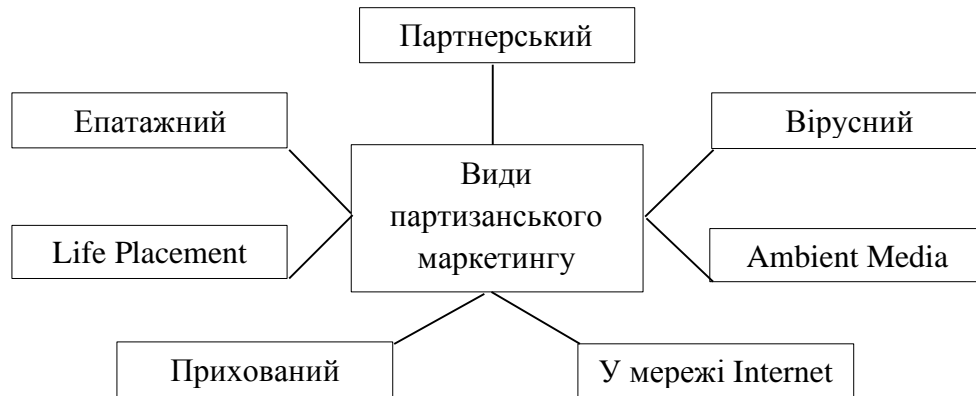 Партнерський
Епатажний
Вірусний
Види
партизанського
маркетингу
Life Placement
Ambient Media
Прихований
У мережі Internet